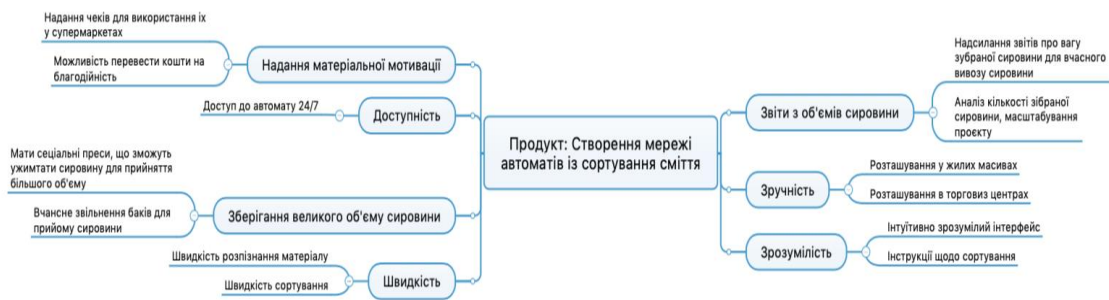 Надання чеків для використання їх
у супермаркетах
Можливість перевести кошти на
благодійність
Надання матеріальної мотивації
Доступ до автомату 24/7
Доступність
Мати сеціальні преси, що зможуть
ужимтати сировину для прийняття
більшого об'єму
Вчансне звільнення баків для
прийому сировини
Зберігання великого об'єму сировини
Швидкість розпізнання матеріалу
Швидкість сортування
Швидкість
Продукт: Створення мережі
автоматів із сортування сміття
Звіти з об'ємів сировини
Надсилання звітів про вагу
зубраної сировини для вчасного
вивозу сировини
Аналіз кількості зібраної
сировини, масштабування
проєкту
Зручність
Розташування у жилих масивах
Розташування в торговиз центрах
Зрозумілість
Інтуїтивно зрозумілий інтерфейс
Інструкції щодо сортування